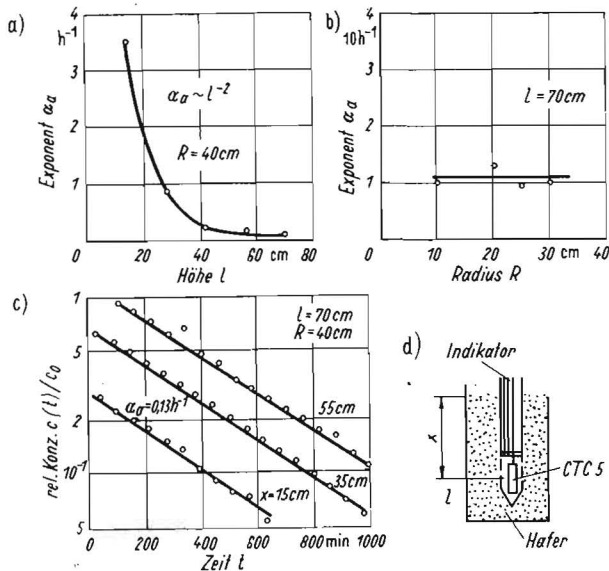 a)
4
h⁻¹
3
2
1
0
Exponent αₐ
αₐ ~ l⁻²
R = 40cm
0 20 40 60 cm 80
Höhe l
b)
4
10h⁻¹
3
2
1
0
Exponent αₐ
l = 70cm
0 10 20 30 cm 40
Radius R
c)
1
5
2
10⁻¹
5
rel. Konz. c(t)/c₀
l = 70cm
R = 40cm
αₐ=0,13h⁻¹
55cm
35cm
x=15cm
0 200 400 600 800 min 1000
Zeit t
d)
Indikator
x
l
CTC 5
Hafer